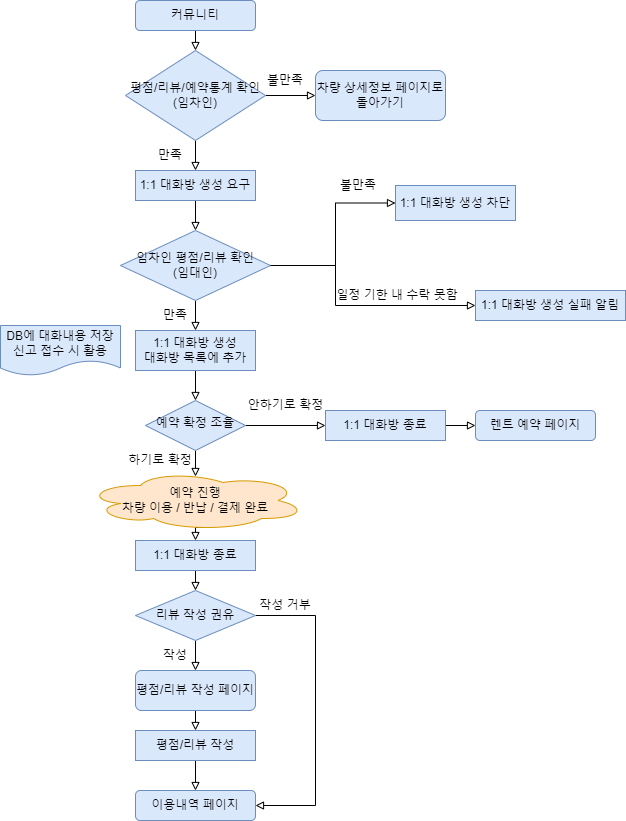 커뮤니티
평점/리뷰/예약통계 확인
(임차인)
불만족
차량 상세정보 페이지로
돌아가기
만족
1:1 대화방 생성 요구
불만족
1:1 대화방 생성 차단
임차인 평점/리뷰 확인
(임대인)
일정 기한 내 수락 못함
1:1 대화방 생성 실패 알림
만족
DB에 대화내용 저장
신고 접수 시 활용
1:1 대화방 생성
대화방 목록에 추가
안하기로 확정
예약 확정 조율
1:1 대화방 종료
렌트 예약 페이지
하기로 확정
예약 진행
차량 이용 / 반납 / 결제 완료
1:1 대화방 종료
작성 거부
리뷰 작성 권유
작성
평점/리뷰 작성 페이지
평점/리뷰 작성
이용내역 페이지